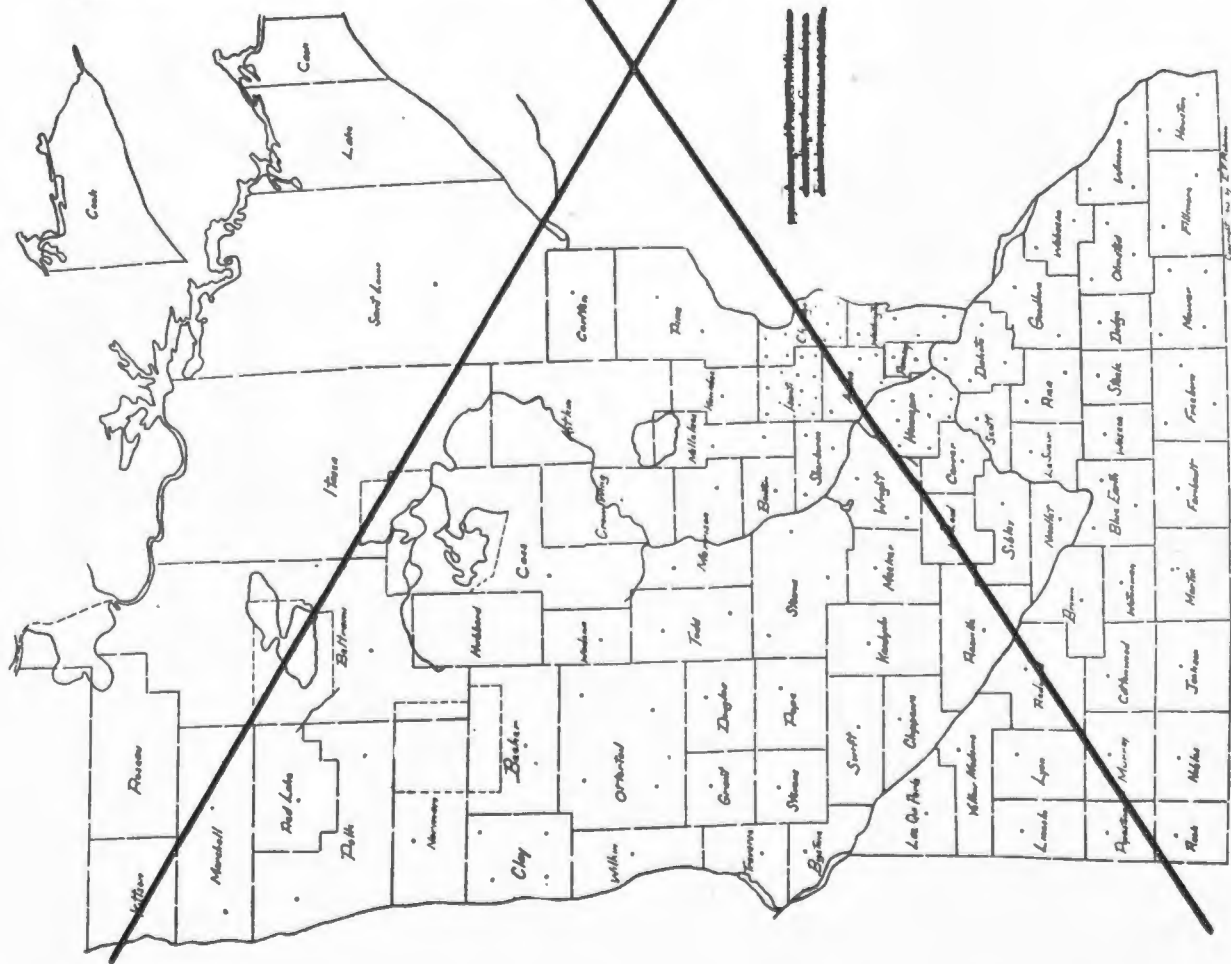 Cook
Cook
Lake
Saint Louis
Itasca
Roseau
Kittson
Marshall
Beltrami
Red Lake
Polk
Norman
Hubbard
Cass
Aitkin
Carlton
Becker
Clay
Wadena
Crow Wing
Pine
Otter Tail
Wilkin
Todd
Morrison
Mille Lacs
Kanabec
Douglas
Grant
Traverse
Stearns
Benton
Isanti
Pope
Stevens
Sherburne
Big Stone
Swift
Kandiyohi
Meeker
Wright
Hennepin
Ramsey
Chippewa
Lac Qui Parle
Renville
Carver
Scott
Dakota
Yellow Medicine
Sibley
Lyon
Lincoln
Nicollet
Le Sueur
Rice
Goodhue
Wabasha
Brown
Murray
Cottonwood
Watonwan
Blue Earth
Waseca
Steele
Dodge
Olmsted
Winona
Rock
Nobles
Jackson
Martin
Faribault
Freeborn
Mower
Fillmore
Houston